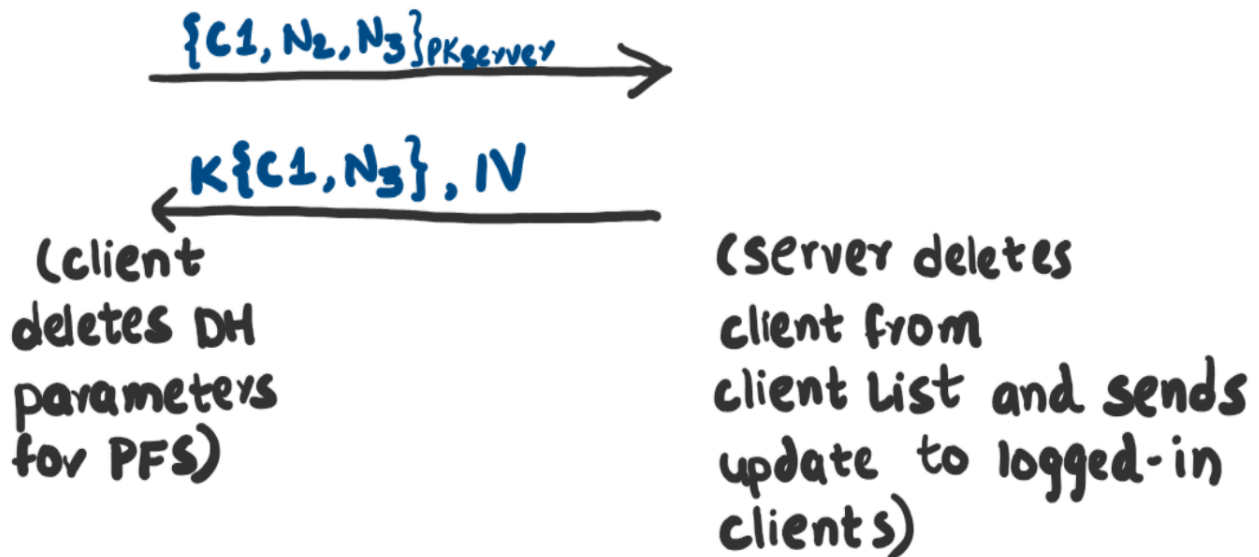 {C1, N2, N3}PKserver
K{C1, N3}, IV
(client
deletes DH
parameters
for PFS)
(server deletes
client from
client List and sends
update to logged-in
clients)